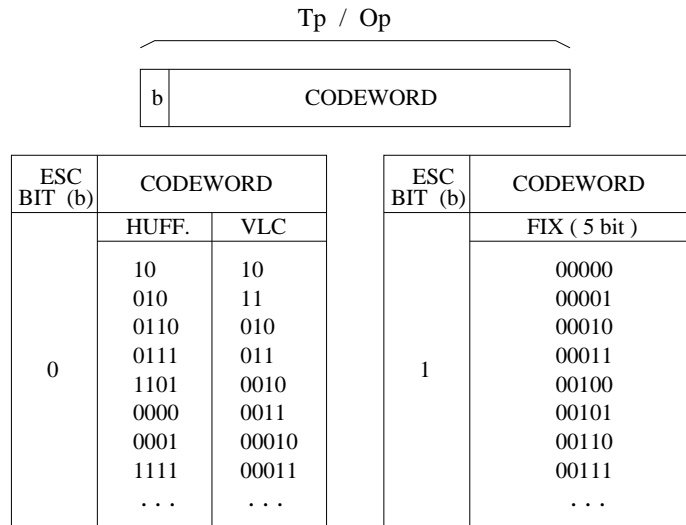 Tp / Op
b CODEWORD
ESC BIT (b) CODEWORD
HUFF. VLC
0
10 10
010 11
0110 010
0111 011
1101 0010
0000 0011
0001 00010
1111 00011
. . . . . .
ESC BIT (b) CODEWORD
FIX ( 5 bit )
1
00000
00001
00010
00011
00100
00101
00110
00111
. . .